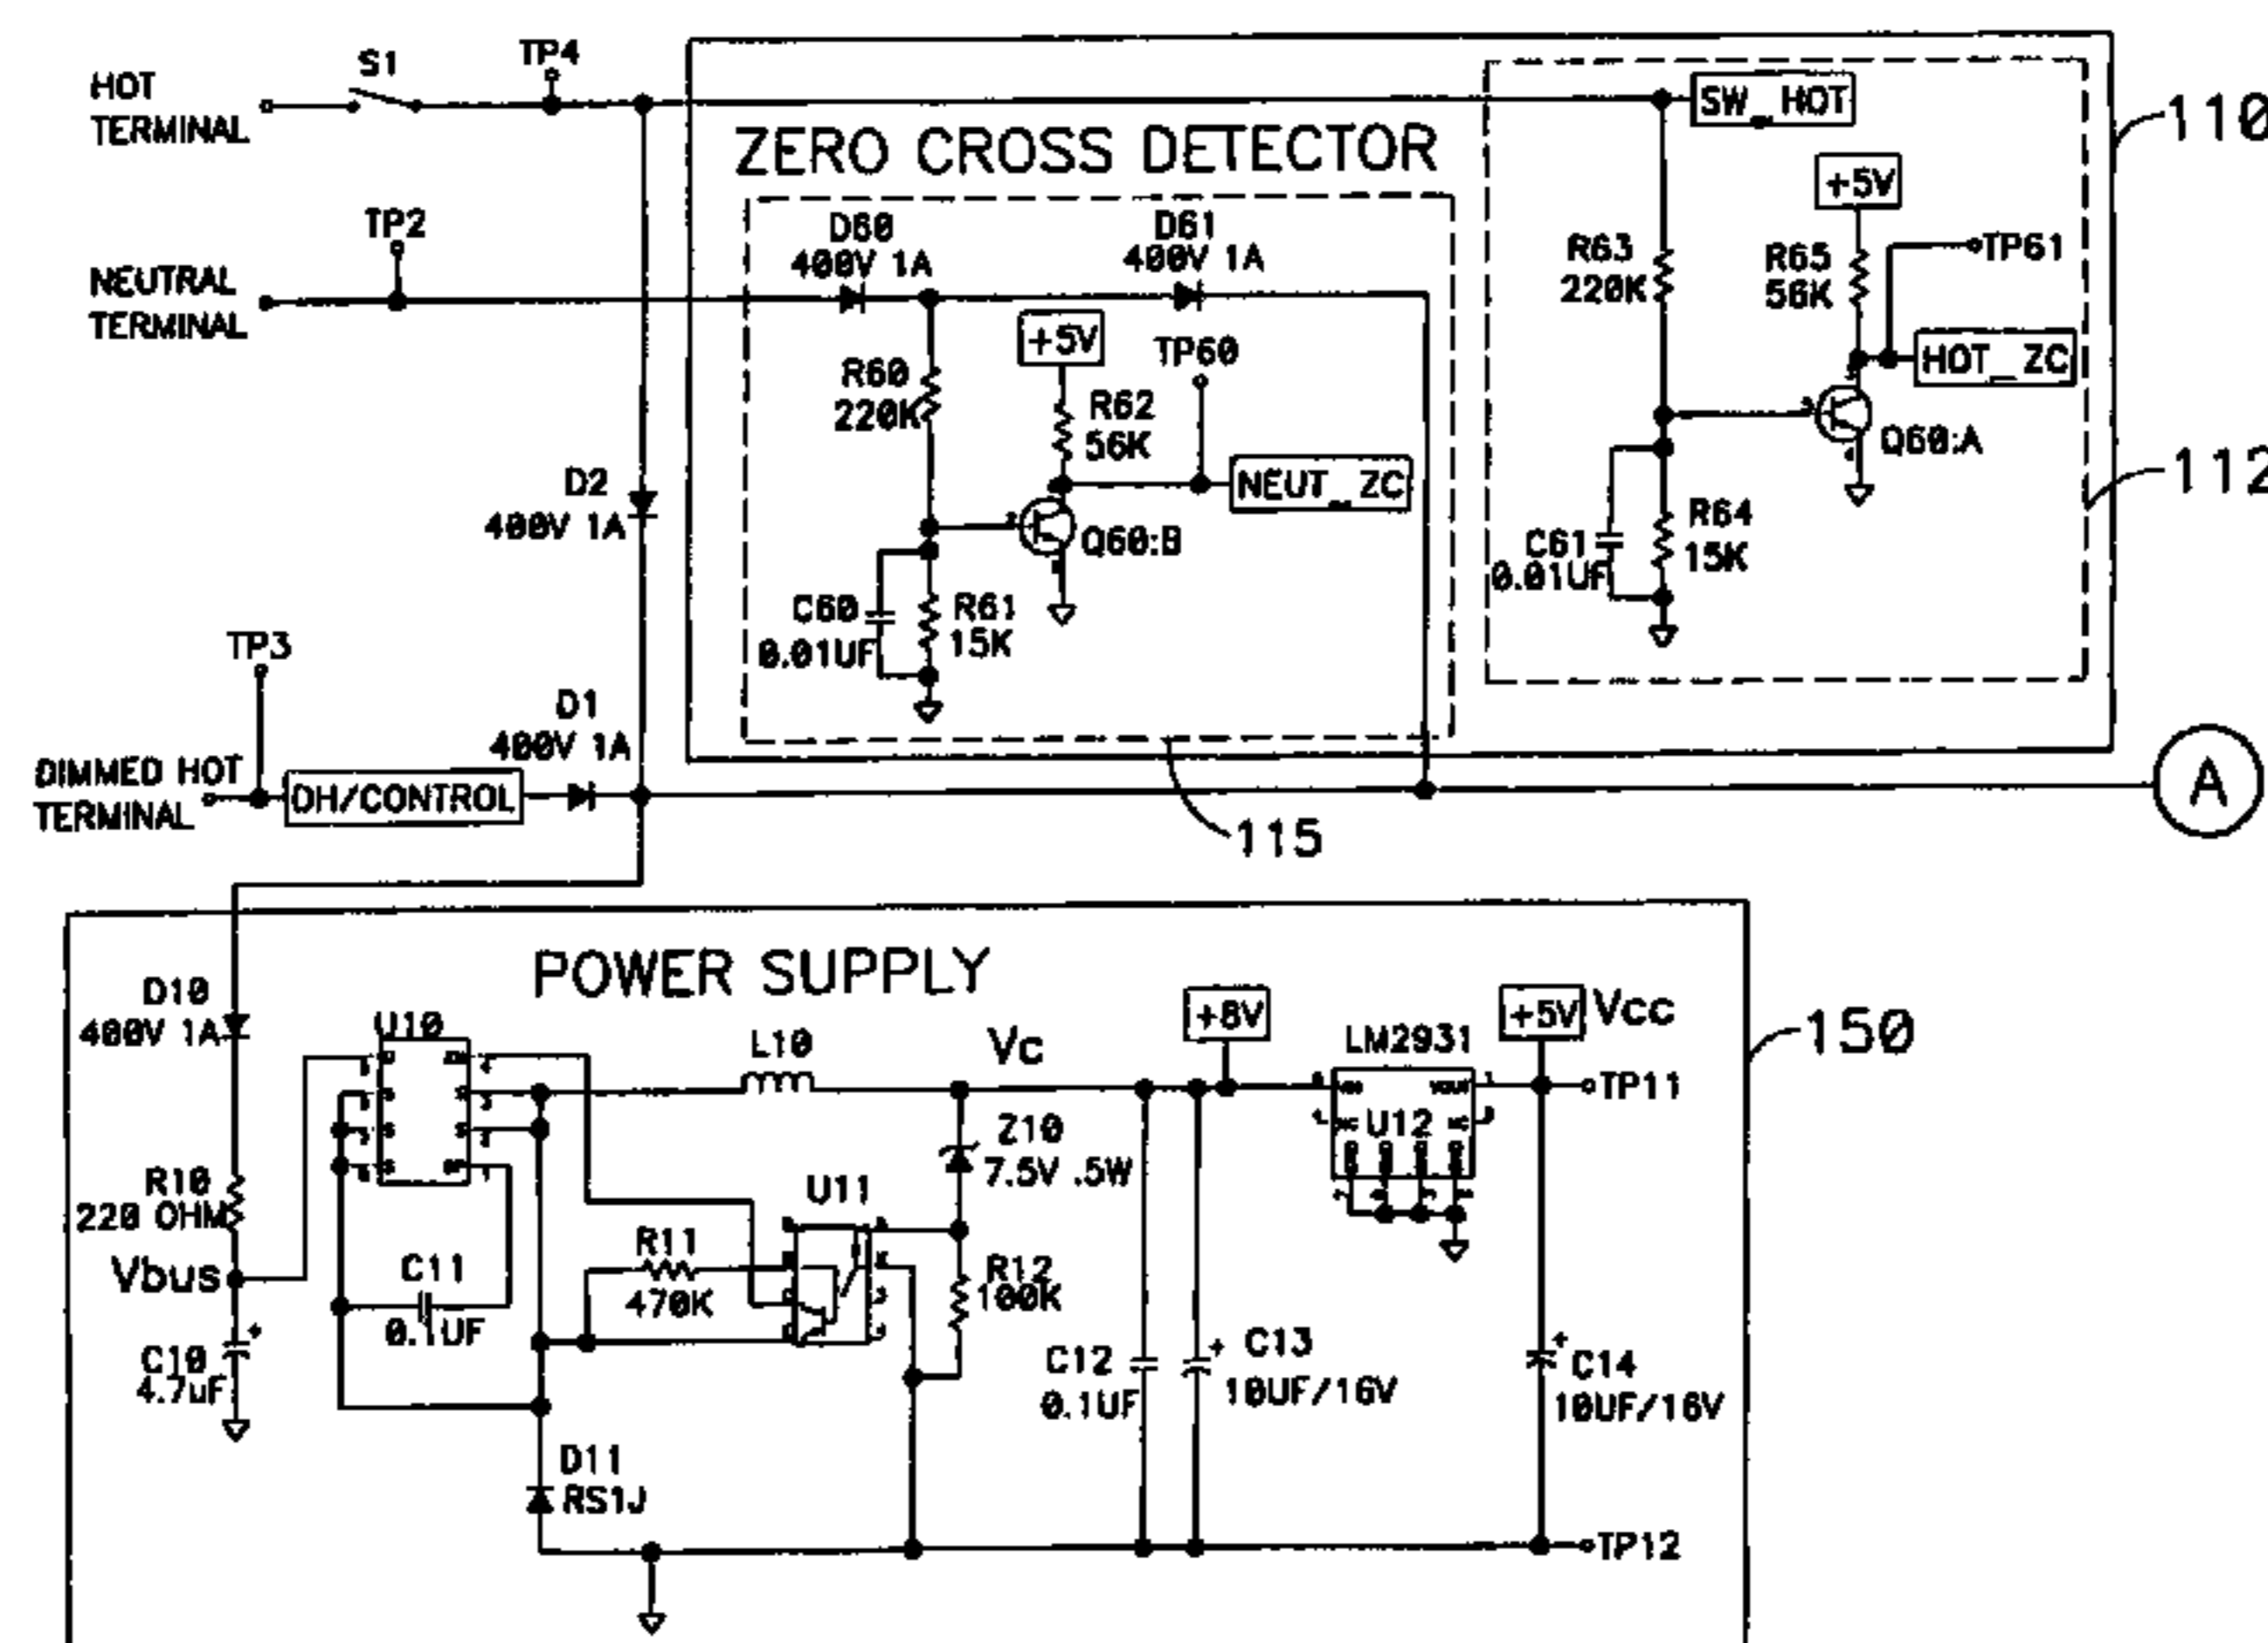 HOT
TERMINAL
S1
TP4
SW_HOT
110
ZERO CROSS DETECTOR
+5V
NEUTRAL
TERMINAL
TP2
D60
400V 1A
D61
400V 1A
R63
220K
R65
56K
TP61
HOT_ZC
R60
220K
+5V
R62
56K
TP60
NEUT_ZC
Q60:A
112
D2
400V 1A
Q60:B
C61
0.01UF
R64
15K
C60
0.01UF
R61
15K
TP3
D1
400V 1A
DIMMED HOT
TERMINAL
DH/CONTROL
115
A
POWER SUPPLY
D10
400V 1A
U10
L10
Vc
+8V
LM2931
+5V
Vcc
150
TP11
U12
Z10
7.5V .5W
R10
220 OHM
U11
Vbus
C11
0.1UF
R11
470K
R12
100K
C10
4.7uF
C12
0.1UF
C13
10UF/16V
C14
10UF/16V
D11
RS1J
TP12